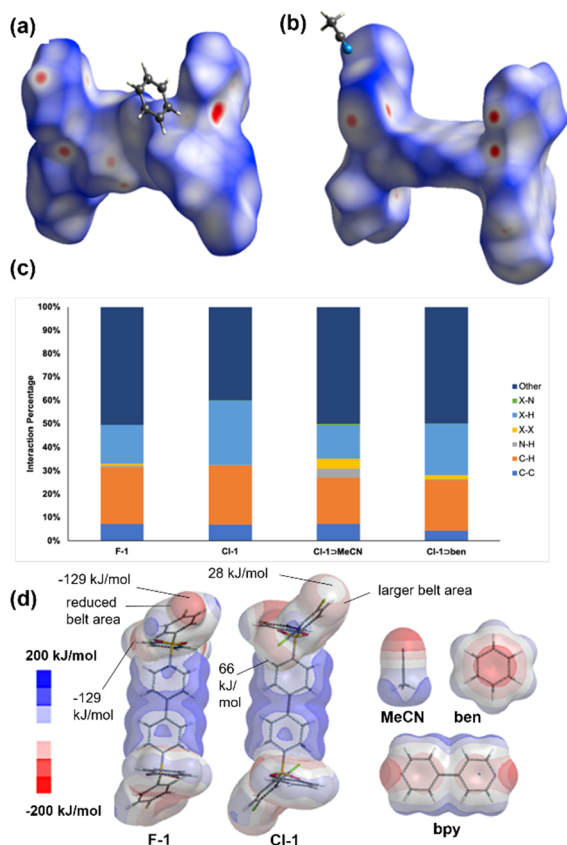 (a)
(b)
(c)
100%
90%
80%
70%
60%
50%
40%
30%
20%
10%
0%
Interaction Percentage
F-1
Cl-1
Cl-1⊃MeCN
Cl-1⊃ben
Other
X-N
X-H
X-X
N-H
C-H
C-C
(d)
-129 kJ/mol
reduced
belt area
-129
kJ/mol
28 kJ/mol
larger belt area
66
kJ/
mol
200 kJ/mol
-200 kJ/mol
F-1
Cl-1
MeCN
ben
bpy